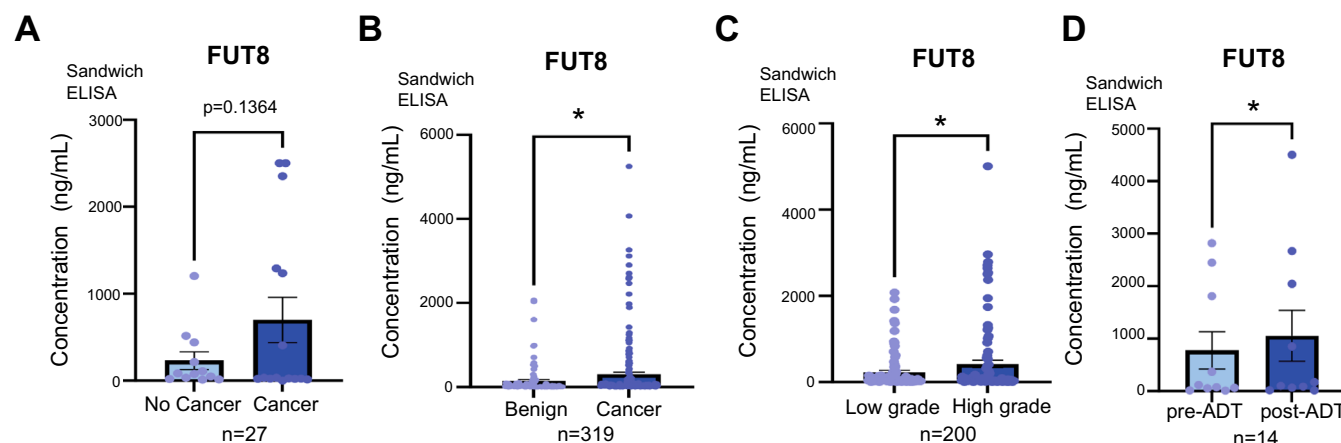 A
FUT8
Sandwich
ELISA
p=0.1364
Concentration (ng/mL)
3000
2000
1000
0
No Cancer Cancer
n=27
B
FUT8
Sandwich
ELISA
*
Concentration (ng/mL)
6000
4000
2000
0
Benign Cancer
n=319
C
FUT8
Sandwich
ELISA
*
Concentration (ng/mL)
6000
4000
2000
0
Low grade High grade
n=200
D
FUT8
Sandwich
ELISA
*
Concentration (ng/mL)
5000
4000
3000
2000
1000
0
pre-ADT post-ADT
n=14